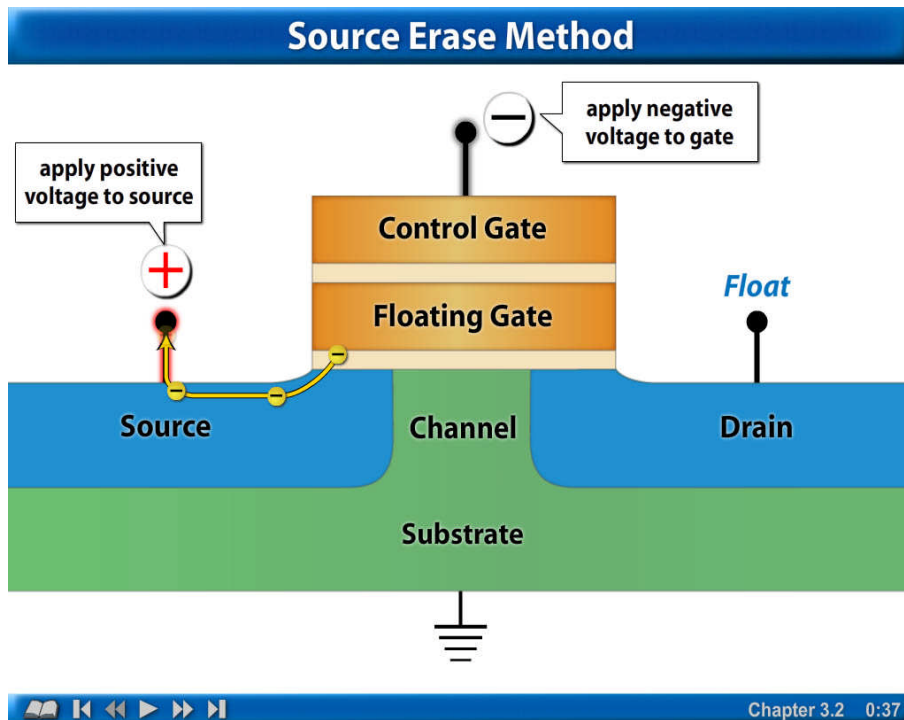 Source Erase Method
apply negative
voltage to gate
apply positive
voltage to source
Control Gate
Floating Gate
Float
Source
Channel
Drain
Substrate
Chapter 3.2 0:37